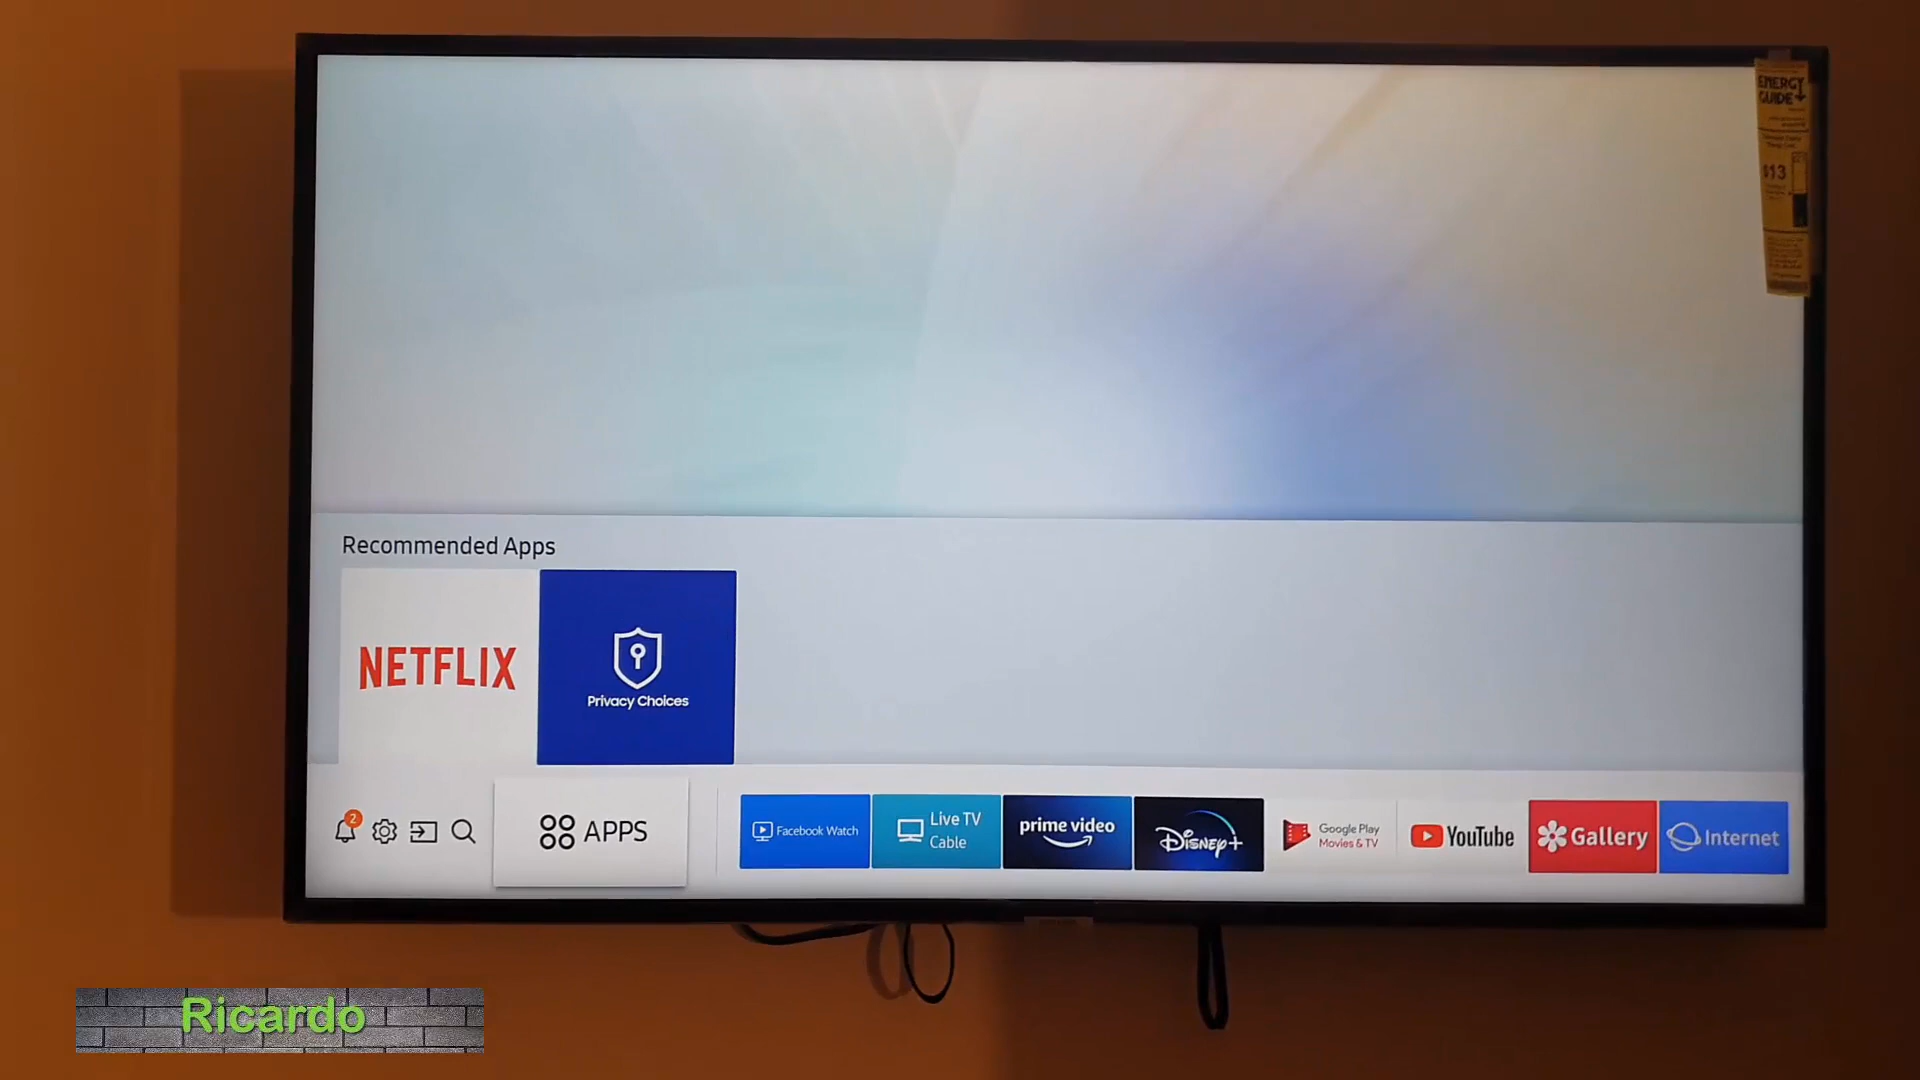 ENERGY
GUIDE
$13
Recommended Apps
NETFLIX
Privacy Choices
2
APPS
Facebook Watch
Live TV
Cable
prime video
Disney+
Google Play
Movies & TV
YouTube
Gallery
Internet
Ricardo